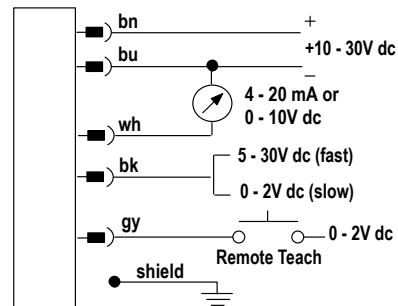 bn
+
+10 - 30V dc
bu
–
4 - 20 mA or
0 - 10V dc
wh
bk
5 - 30V dc (fast)
0 - 2V dc (slow)
gy
0 - 2V dc
Remote Teach
shield